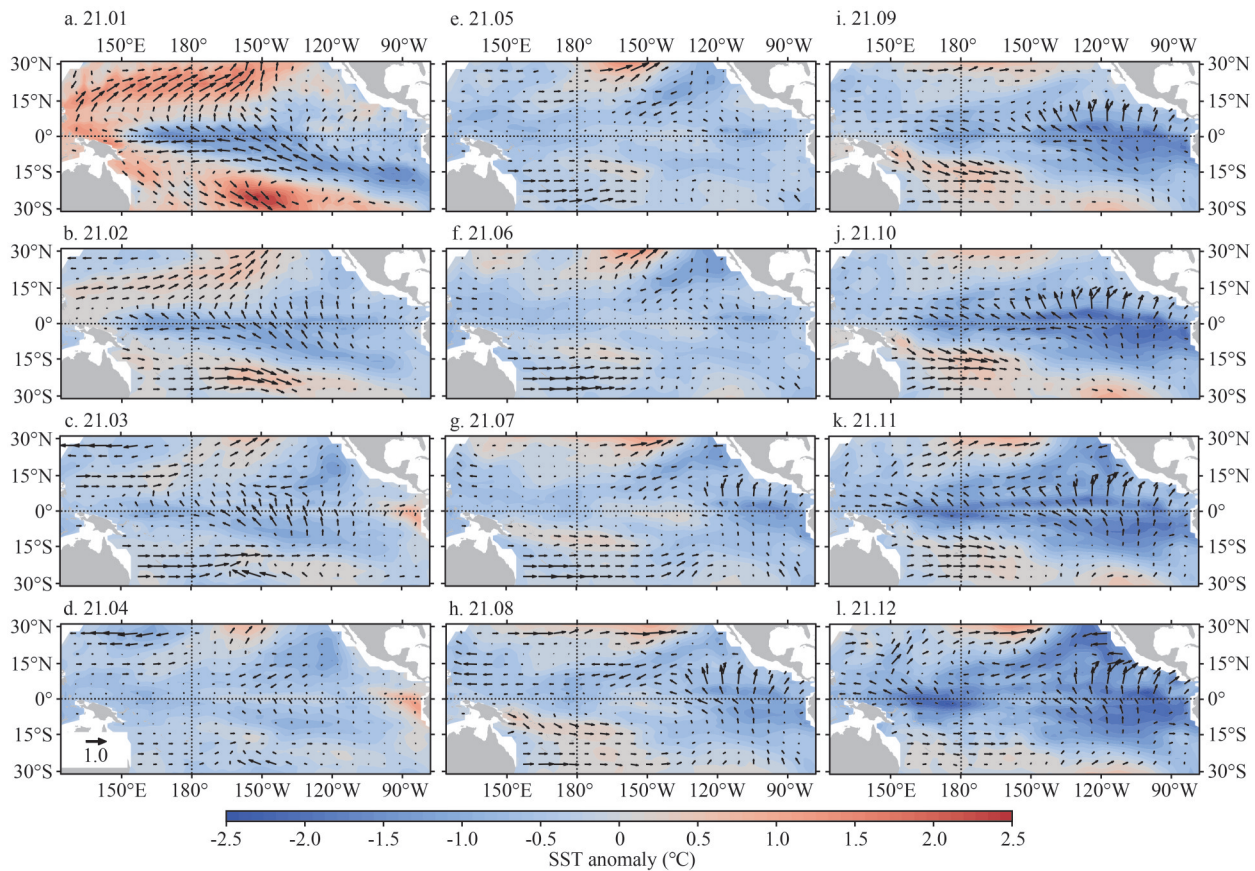 a. 21.01
e. 21.05
i. 21.09
150°E 180° 150°W 120°W 90°W
150°E 180° 150°W 120°W 90°W
150°E 180° 150°W 120°W 90°W
30°N
15°N
0°
15°S
30°S
30°N
15°N
0°
15°S
30°S
b. 21.02
f. 21.06
j. 21.10
30°N
15°N
0°
15°S
30°S
30°N
15°N
0°
15°S
30°S
c. 21.03
g. 21.07
k. 21.11
30°N
15°N
0°
15°S
30°S
30°N
15°N
0°
15°S
30°S
d. 21.04
h. 21.08
l. 21.12
30°N
15°N
0°
15°S
30°S
1.0
30°N
15°N
0°
15°S
30°S
150°E 180° 150°W 120°W 90°W
150°E 180° 150°W 120°W 90°W
150°E 180° 150°W 120°W 90°W
-2.5 -2.0 -1.5 -1.0 -0.5 0 0.5 1.0 1.5 2.0 2.5
SST anomaly (°C)